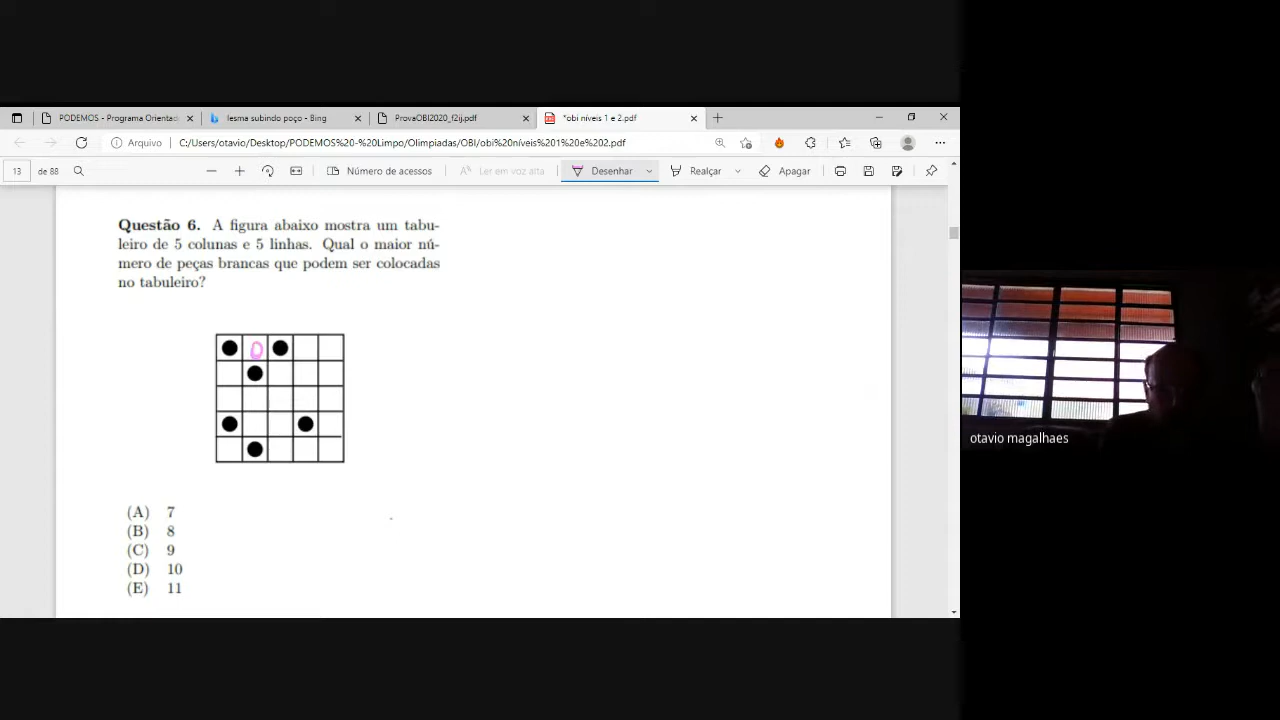 PODEMOS - Programa Orientad
lesma subindo poço - Bing
ProvaOBI2020_f2ij.pdf
*obi níveis 1 e 2.pdf
Arquivo
C:/Users/otavio/Desktop/PODEMOS%20-%20Limpo/Olimpiadas/OBI/obi%20níveis%201%20e%202.pdf
13 de 88
Número de acessos
Ler em voz alta
Desenhar
Realçar
Apagar
Questão 6. A figura abaixo mostra um tabu-
leiro de 5 colunas e 5 linhas. Qual o maior nú-
mero de peças brancas que podem ser colocadas
no tabuleiro?
(A) 7
(B) 8
(C) 9
(D) 10
(E) 11
otavio magalhaes